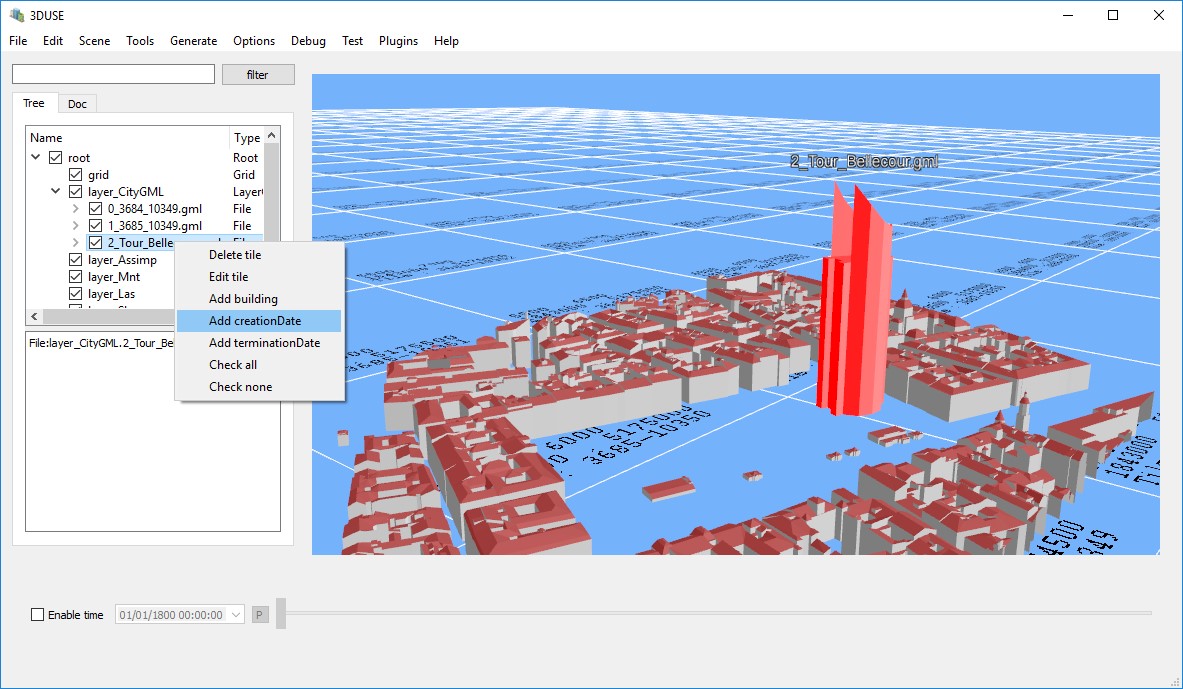 3DUSE
File Edit Scene Tools Generate Options Debug Test Plugins Help
filter
Tree Doc
Name Type
root Root
grid Grid
layer_CityGML Layer
0_3684_10349.gml File
1_3685_10349.gml File
2_Tour_Belle
layer_Assimp
layer_Mnt
layer_Las
File:layer_CityGML.2_Tour_Be
Delete tile
Edit tile
Add building
Add creationDate
Add terminationDate
Check all
Check none
2_Tour_Bellecour.gml
3685-10350
184300
Enable time 01/01/1800 00:00:00 P